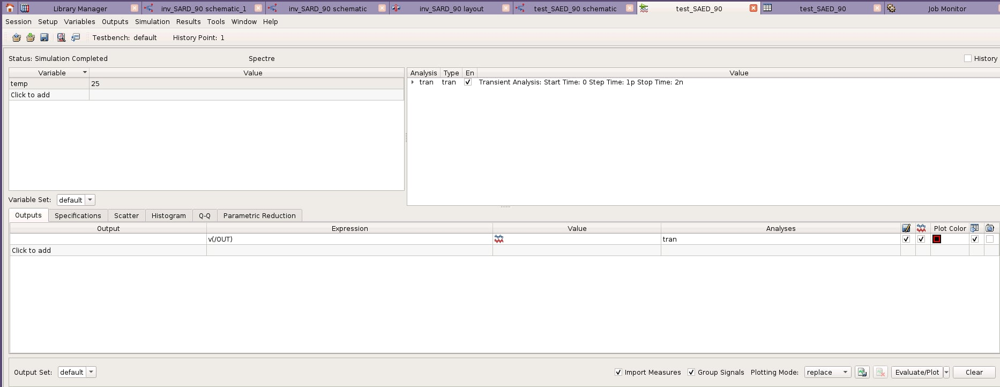 Library Manager inv_SARD_90 schematic_1 inv_SARD_90 schematic inv_SARD_90 layout test_SAED_90 schematic test_SAED_90 test_SAED_90 Job Monitor
Session Setup Variables Outputs Simulation Results Tools Window Help
Testbench: default History Point: 1
Status: Simulation Completed Spectre History
Variable Value
temp 25
Click to add
Analysis Type En Value
tran tran Transient Analysis: Start Time: 0 Step Time: 1p Stop Time: 2n
Variable Set: default
Outputs Specifications Scatter Histogram Q-Q Parametric Reduction
Output Expression Value Analyses Plot Color
v(/OUT) tran
Click to add
Output Set: default Import Measures Group Signals Plotting Mode: replace Evaluate/Plot Clear